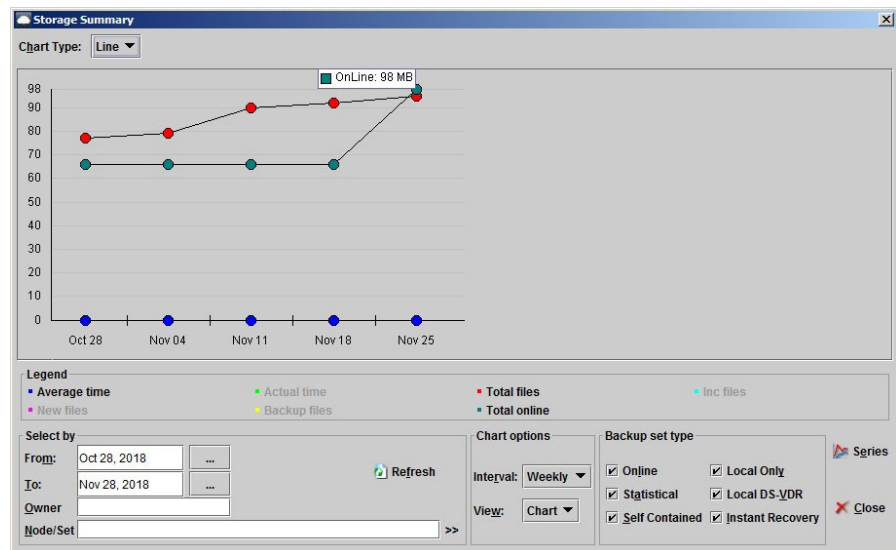 Storage Summary
Chart Type: Line
OnLine: 98 MB
98
90
80
70
60
50
40
30
20
10
0
Oct 28 Nov 04 Nov 11 Nov 18 Nov 25
Legend
Average time Actual time Total files Inc files
New files Backup files Total online
Select by
From: Oct 28, 2018 ...
To: Nov 28, 2018 ...
Owner
Node/Set >>
Refresh
Chart options
Interval: Weekly
View: Chart
Backup set type
Online Local Only
Statistical Local DS-VDR
Self Contained Instant Recovery
Series
Close